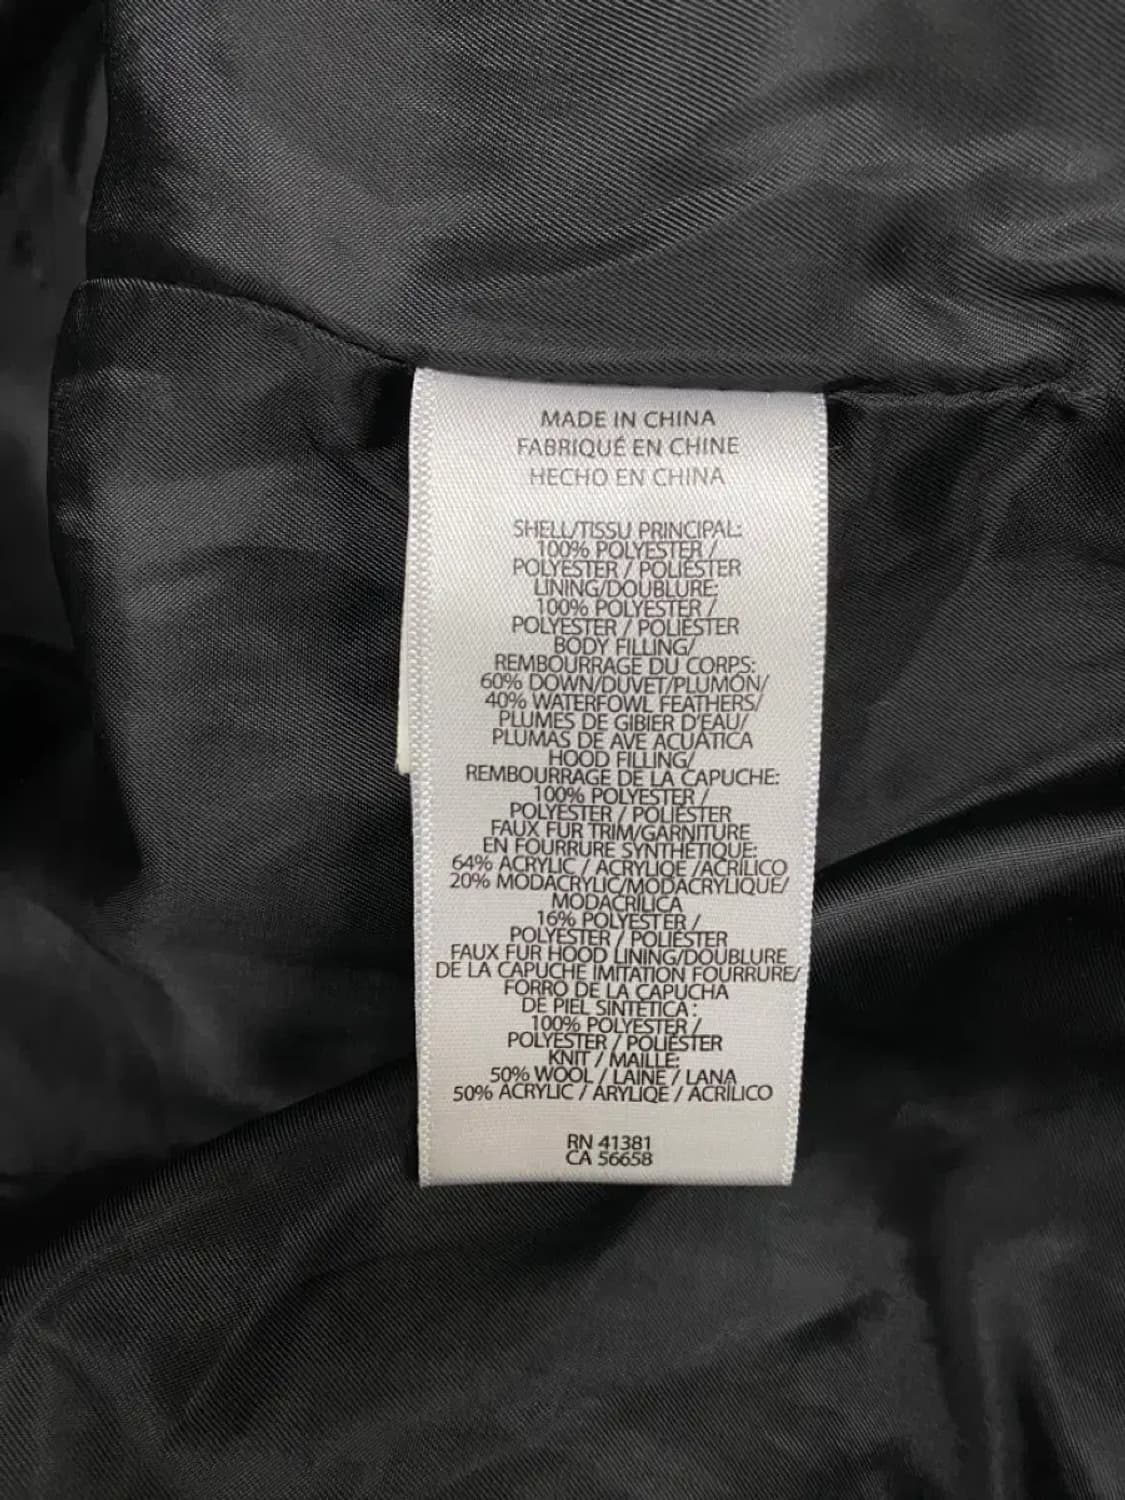 MADE IN CHINA
FABRIQUÉ EN CHINE
HECHO EN CHINA
SHELL/TISSU PRINCIPAL:
100% POLYESTER /
POLYESTER / POLIÉSTER
LINING/DOUBLURE:
100% POLYESTER /
POLYESTER / POLIÉSTER
BODY FILLING/
REMBOURRAGE DU CORPS:
60% DOWN/DUVET/PLUMÓN/
40% WATERFOWL FEATHERS/
PLUMES DE GIBIER D'EAU/
PLUMAS DE AVE ACUÁTICA
HOOD FILLING/
REMBOURRAGE DE LA CAPUCHE:
100% POLYESTER /
POLYESTER / POLIÉSTER
FAUX FUR TRIM/GARNITURE
EN FOURRURE SYNTHÉTIQUE:
64% ACRYLIC / ACRYLIQE /ACRÍLICO
20% MODACRYLIC/MODACRYLIQUE/
MODACRÍLICA
16% POLYESTER /
POLYESTER / POLIÉSTER
FAUX FUR HOOD LINING/DOUBLURE
DE LA CAPUCHE IMITATION FOURRURE/
FORRO DE LA CAPUCHA
DE PIEL SINTÉTICA :
100% POLYESTER /
POLYESTER / POLIÉSTER
KNIT / MAILLE:
50% WOOL / LAINE / LANA
50% ACRYLIC / ARYLIQE / ACRÍLICO
RN 41381
CA 56658